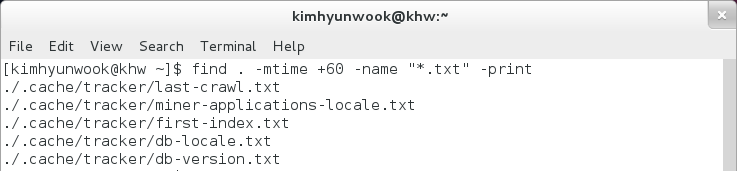 kimhyunwook@khw:~
File Edit View Search Terminal Help
[kimhyunwook@khw ~]$ find . -mtime +60 -name "*.txt" -print
./.cache/tracker/last-crawl.txt
./.cache/tracker/miner-applications-locale.txt
./.cache/tracker/first-index.txt
./.cache/tracker/db-locale.txt
./.cache/tracker/db-version.txt